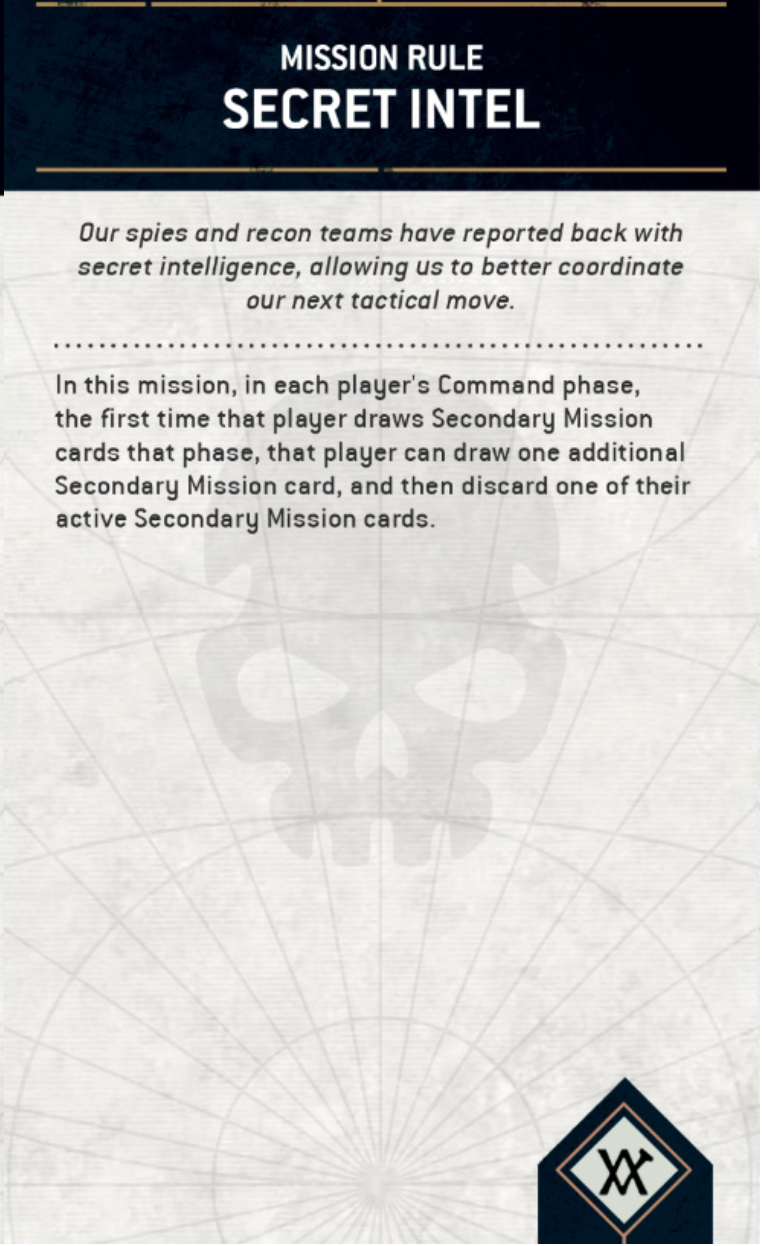 MISSION RULE
SECRET INTEL
Our spies and recon teams have reported back with
secret intelligence, allowing us to better coordinate
our next tactical move.
In this mission, in each player's Command phase,
the first time that player draws Secondary Mission
cards that phase, that player can draw one additional
Secondary Mission card, and then discard one of their
active Secondary Mission cards.